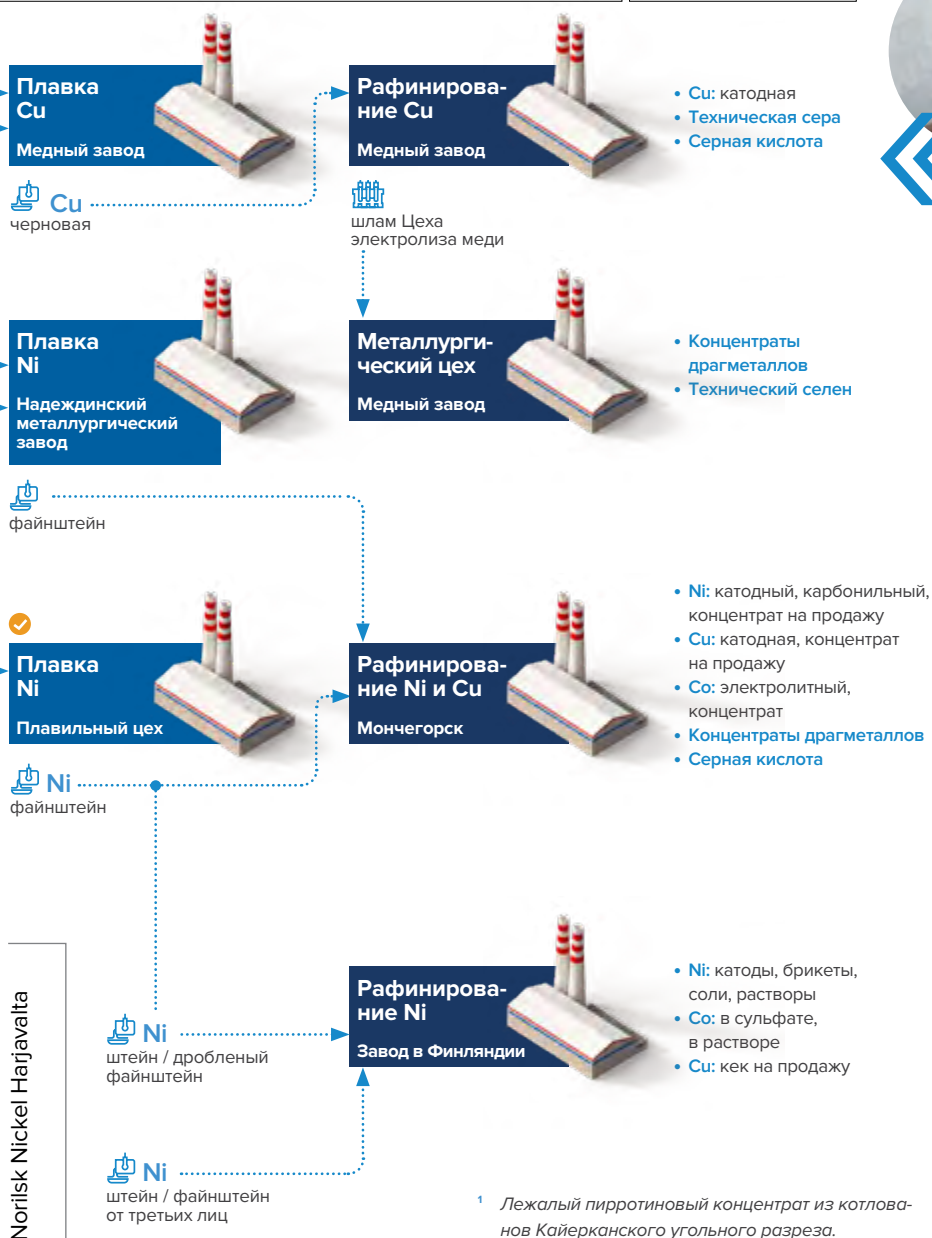 Плавка
Cu
Медный завод
Рафинирова-
ние Cu
Медный завод
• Cu: катодная
• Техническая сера
• Серная кислота
Cu
черновая
шлам Цеха
электролиза меди
Плавка
Ni
Надеждинский
металлургический
завод
Металлурги-
ческий цех
Медный завод
• Концентраты
драгметаллов
• Технический селен
файнштейн
Плавка
Ni
Плавильный цех
Рафинирова-
ние Ni и Cu
Мончегорск
• Ni: катодный, карбонильный,
концентрат на продажу
• Cu: катодная, концентрат
на продажу
• Co: электролитный,
концентрат
• Концентраты драгметаллов
• Серная кислота
Ni
файнштейн
Norilsk Nickel Harjavalta
Ni
штейн / дробленый
файнштейн
Рафинирова-
ние Ni
Завод в Финляндии
• Ni: катоды, брикеты,
соли, растворы
• Co: в сульфате,
в растворе
• Cu: кек на продажу
Ni
штейн / файнштейн
от третьих лиц
1 Лежалый пирротиновый концентрат из котлова-
нов Кайерканского угольного разреза.